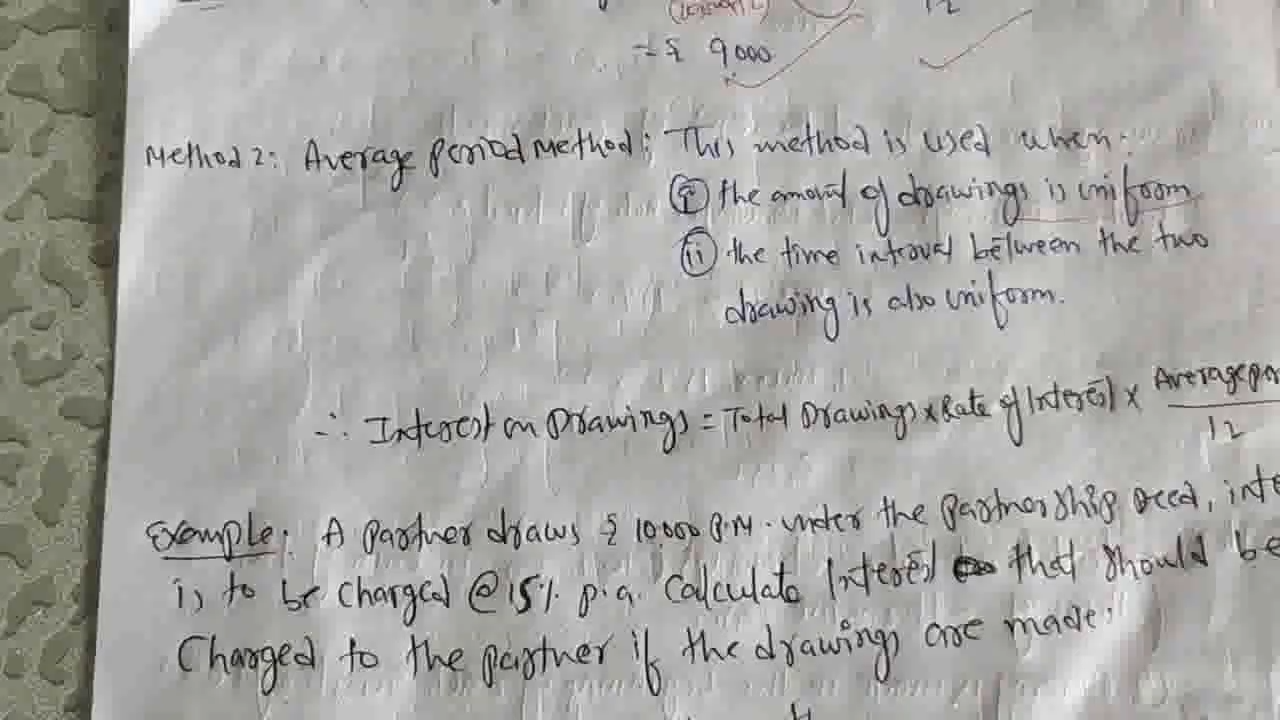 12
= ₹ 9000
Method 2: Average period Method: This method is used when:
(i) the amount of drawings is uniform
(ii) the time interval between the two
drawing is also uniform.
∴ Interest on Drawings = Total Drawings x Rate of Interest x Average
12
Example: A partner draws ₹ 10,000 P.M. under the partnership deed,
is to be charged @ 15% p.a. Calculate Interest that should be
Charged to the partner if the drawings are made: